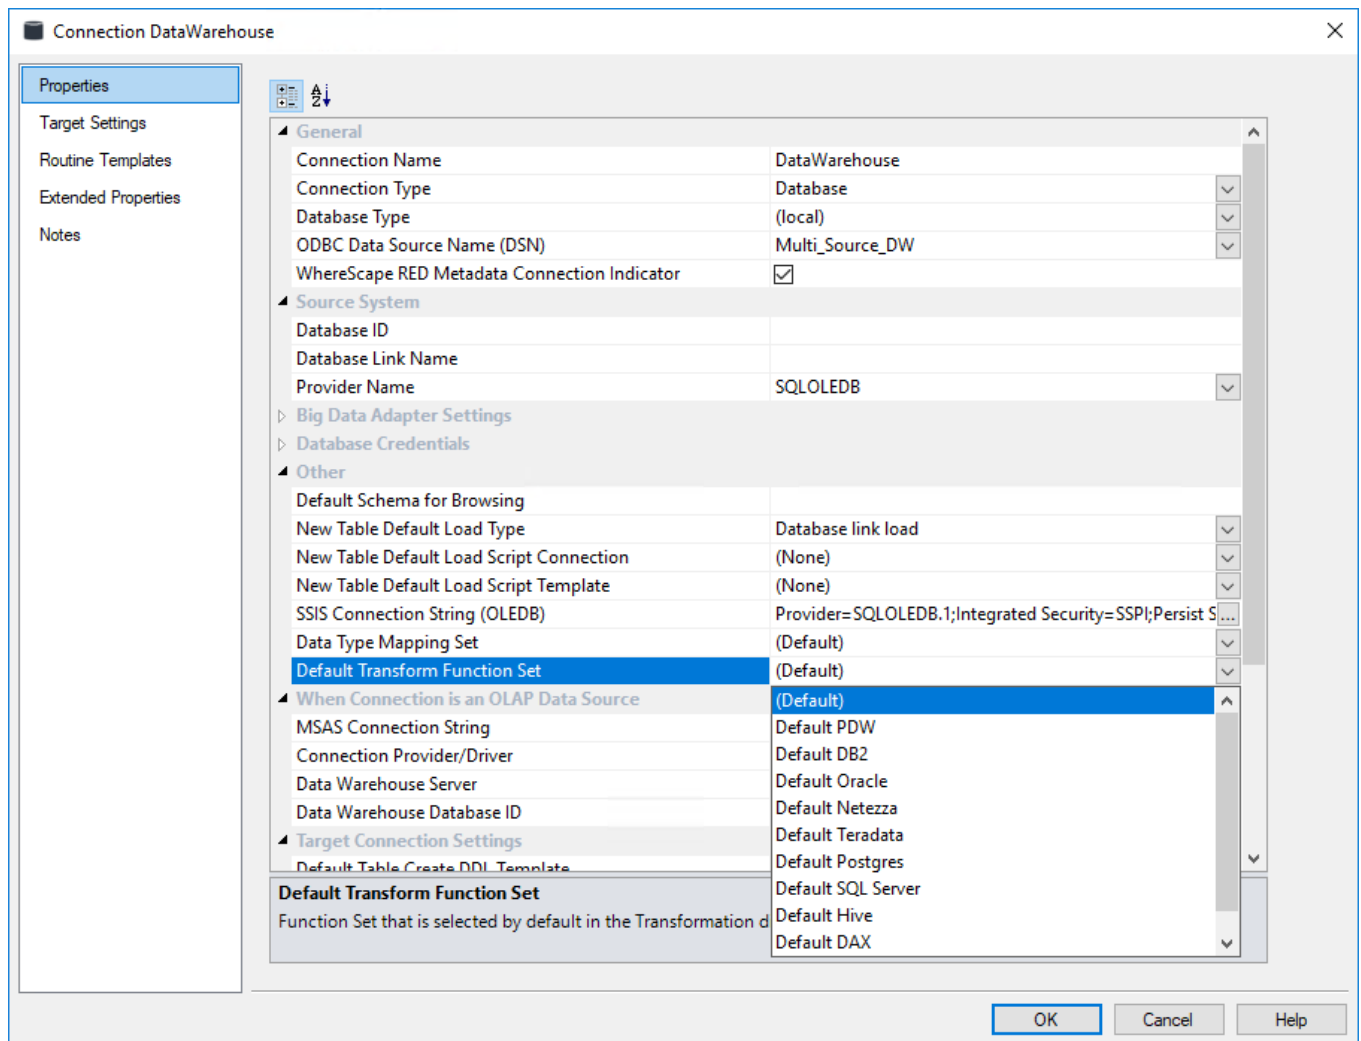 Connection DataWarehouse
Properties
Target Settings
Routine Templates
Extended Properties
Notes
General
Connection Name DataWarehouse
Connection Type Database
Database Type (local)
ODBC Data Source Name (DSN) Multi_Source_DW
WhereScape RED Metadata Connection Indicator
Source System
Database ID
Database Link Name
Provider Name SQLOLEDB
Big Data Adapter Settings
Database Credentials
Other
Default Schema for Browsing
New Table Default Load Type Database link load
New Table Default Load Script Connection (None)
New Table Default Load Script Template (None)
SSIS Connection String (OLEDB) Provider=SQLOLEDB.1;Integrated Security=SSPI;Persist S ...
Data Type Mapping Set (Default)
Default Transform Function Set (Default)
When Connection is an OLAP Data Source
MSAS Connection String
Connection Provider/Driver
Data Warehouse Server
Data Warehouse Database ID
Target Connection Settings
Default Table Create DDL Template
(Default)
Default PDW
Default DB2
Default Oracle
Default Netezza
Default Teradata
Default Postgres
Default SQL Server
Default Hive
Default DAX
Default Transform Function Set
Function Set that is selected by default in the Transformation d
OK Cancel Help